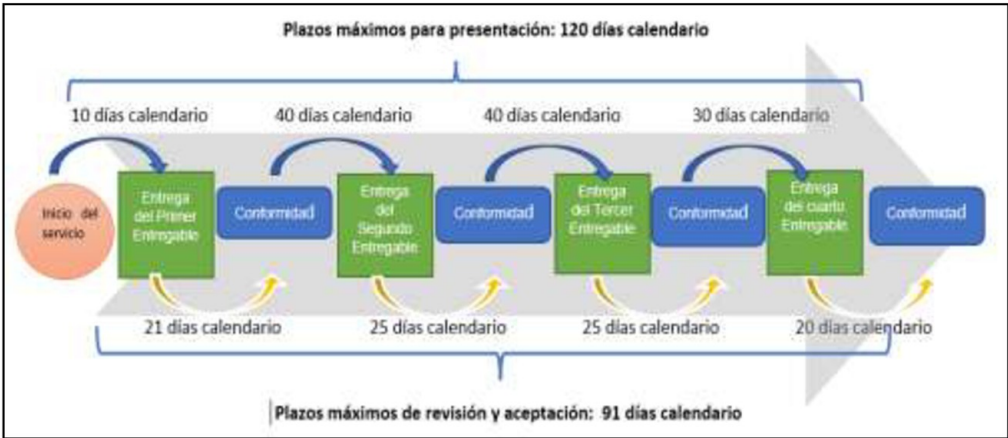 Plazos máximos para presentación: 120 días calendario
10 días calendario
40 días calendario
40 días calendario
30 días calendario
Inicio del
servicio
Entrega
del Primer
Entregable
Conformidad
Entrega
del
Segundo
Entregable
Conformidad
Entrega
del Tercer
Entregable
Conformidad
Entrega
del cuarto
Entregable
Conformidad
21 días calendario
25 días calendario
25 días calendario
20 días calendario
Plazos máximos de revisión y aceptación: 91 días calendario